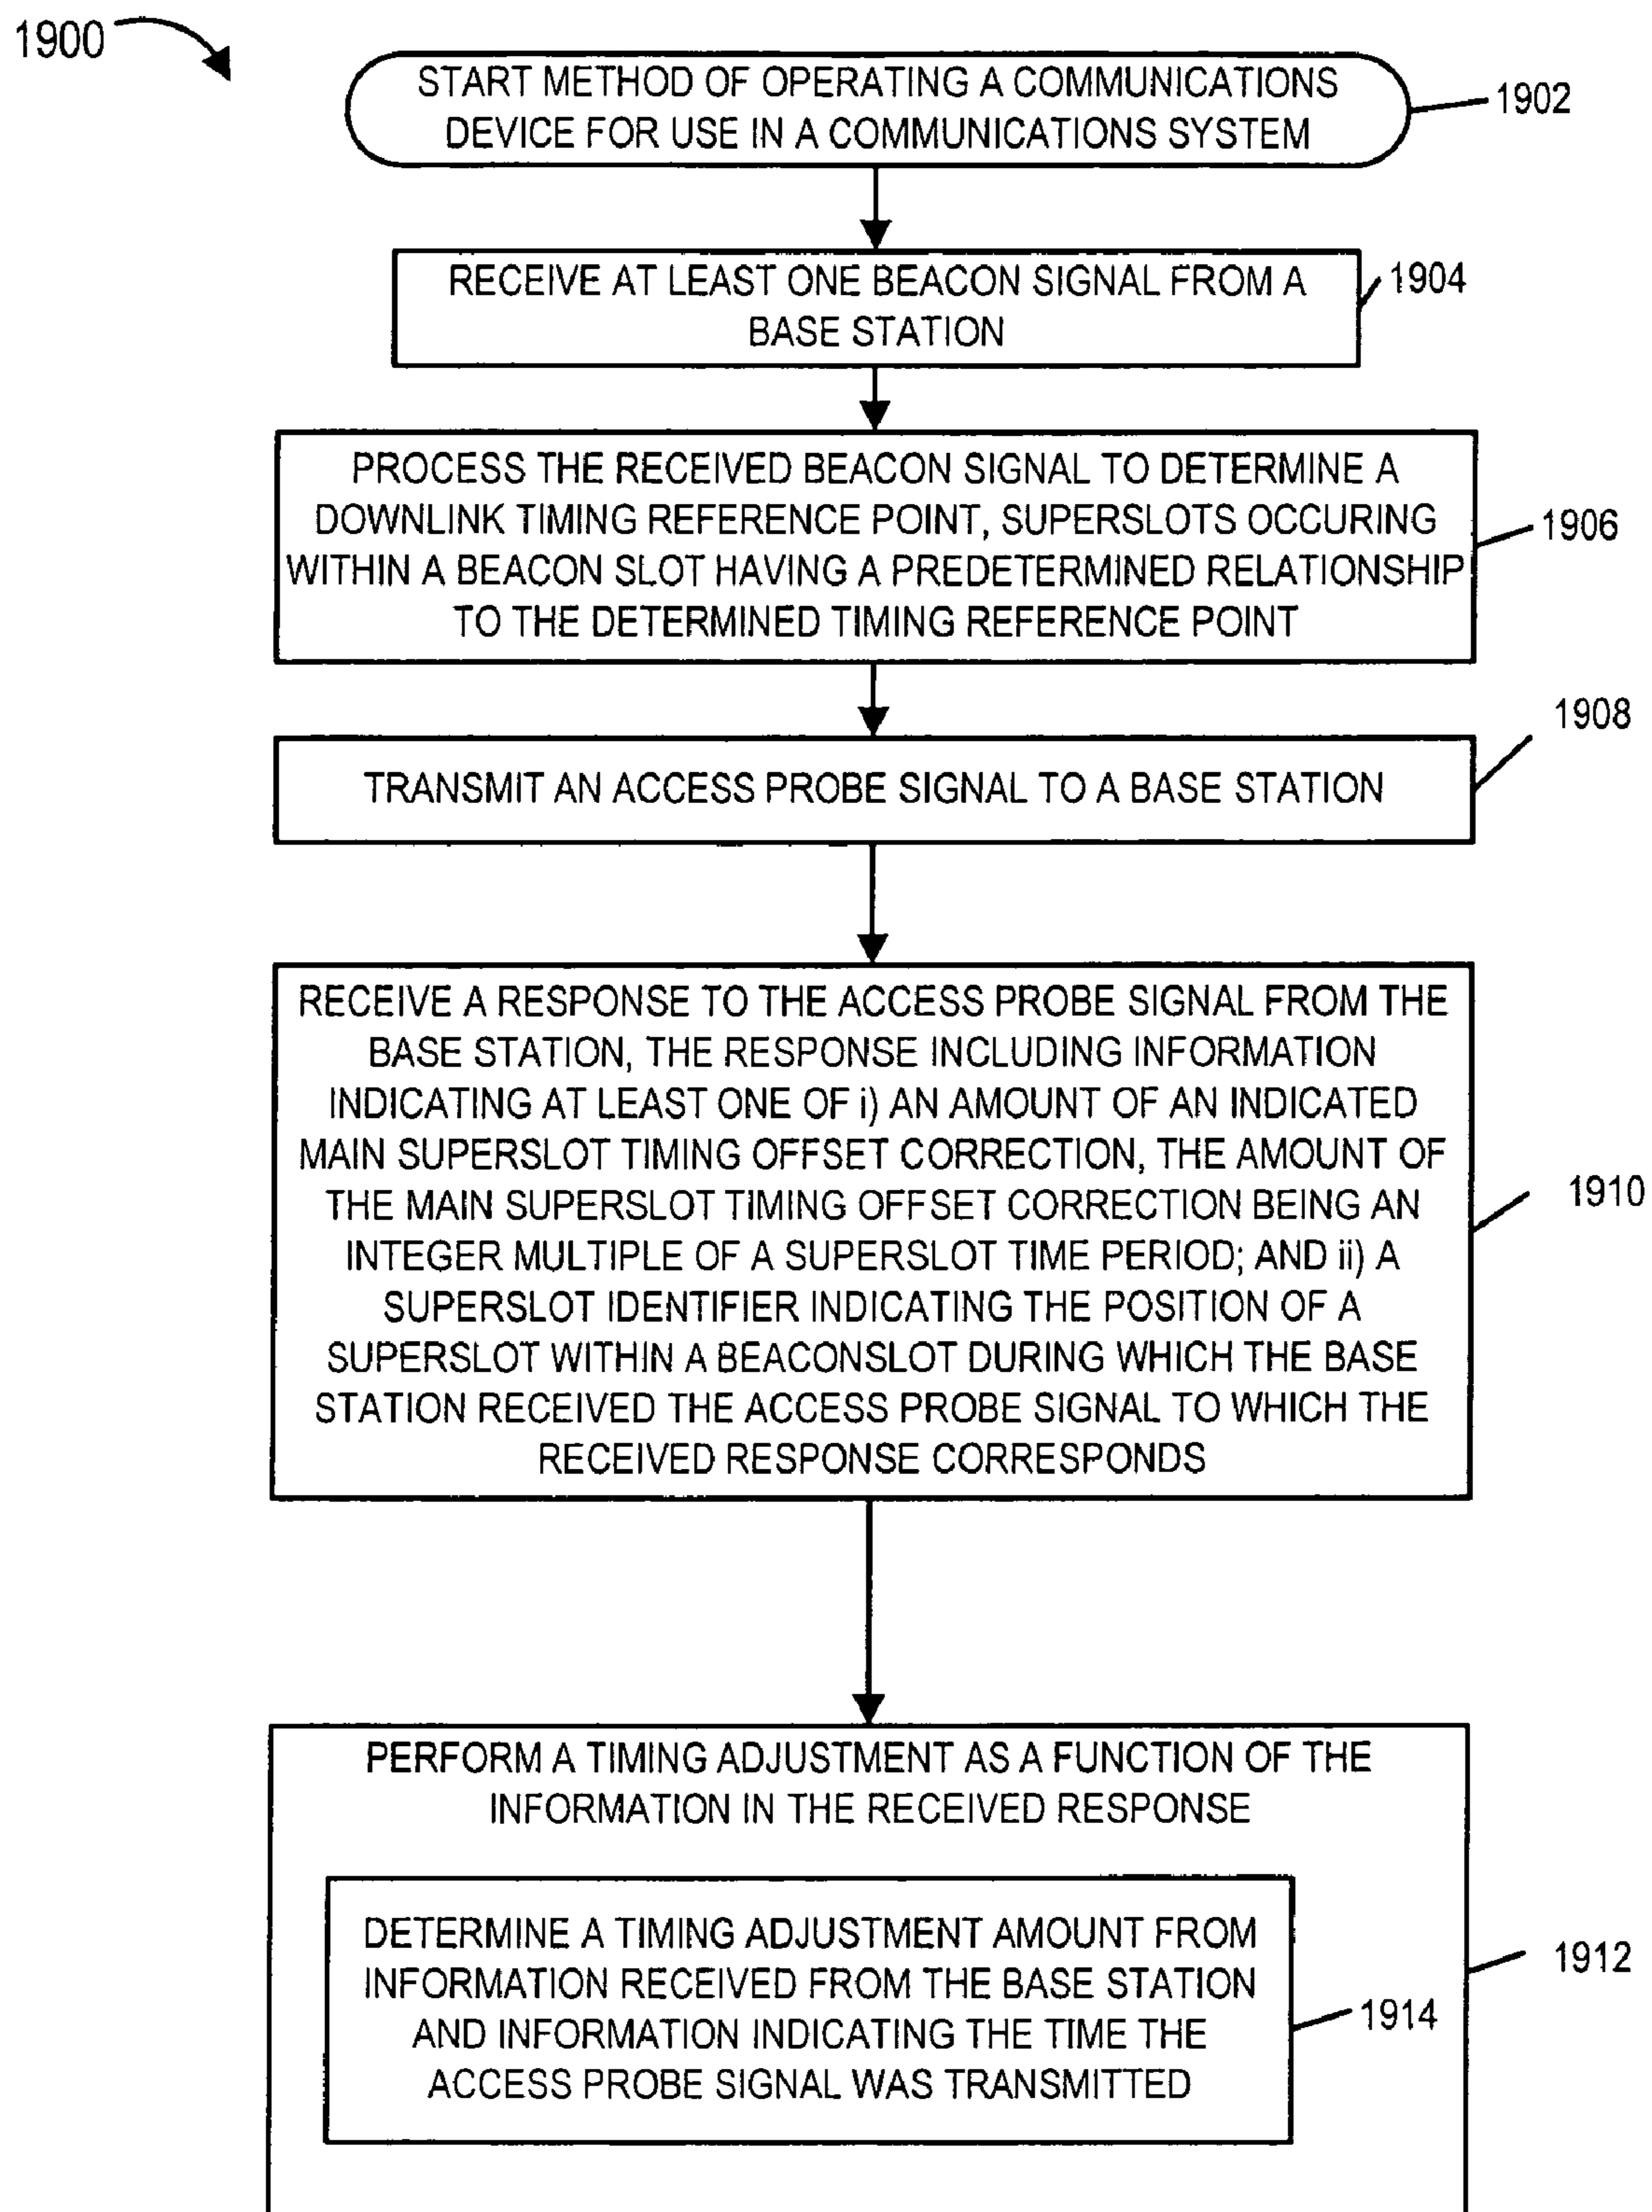 1900
START METHOD OF OPERATING A COMMUNICATIONS
DEVICE FOR USE IN A COMMUNICATIONS SYSTEM
1902
RECEIVE AT LEAST ONE BEACON SIGNAL FROM A
BASE STATION
1904
PROCESS THE RECEIVED BEACON SIGNAL TO DETERMINE A
DOWNLINK TIMING REFERENCE POINT, SUPERSLOTS OCCURING
WITHIN A BEACON SLOT HAVING A PREDETERMINED RELATIONSHIP
TO THE DETERMINED TIMING REFERENCE POINT
1906
1908
TRANSMIT AN ACCESS PROBE SIGNAL TO A BASE STATION
RECEIVE A RESPONSE TO THE ACCESS PROBE SIGNAL FROM THE
BASE STATION, THE RESPONSE INCLUDING INFORMATION
INDICATING AT LEAST ONE OF i) AN AMOUNT OF AN INDICATED
MAIN SUPERSLOT TIMING OFFSET CORRECTION, THE AMOUNT OF
THE MAIN SUPERSLOT TIMING OFFSET CORRECTION BEING AN
INTEGER MULTIPLE OF A SUPERSLOT TIME PERIOD; AND ii) A
SUPERSLOT IDENTIFIER INDICATING THE POSITION OF A
SUPERSLOT WITHIN A BEACONSLOT DURING WHICH THE BASE
STATION RECEIVED THE ACCESS PROBE SIGNAL TO WHICH THE
RECEIVED RESPONSE CORRESPONDS
1910
PERFORM A TIMING ADJUSTMENT AS A FUNCTION OF THE
INFORMATION IN THE RECEIVED RESPONSE
1912
DETERMINE A TIMING ADJUSTMENT AMOUNT FROM
INFORMATION RECEIVED FROM THE BASE STATION
AND INFORMATION INDICATING THE TIME THE
ACCESS PROBE SIGNAL WAS TRANSMITTED
1914